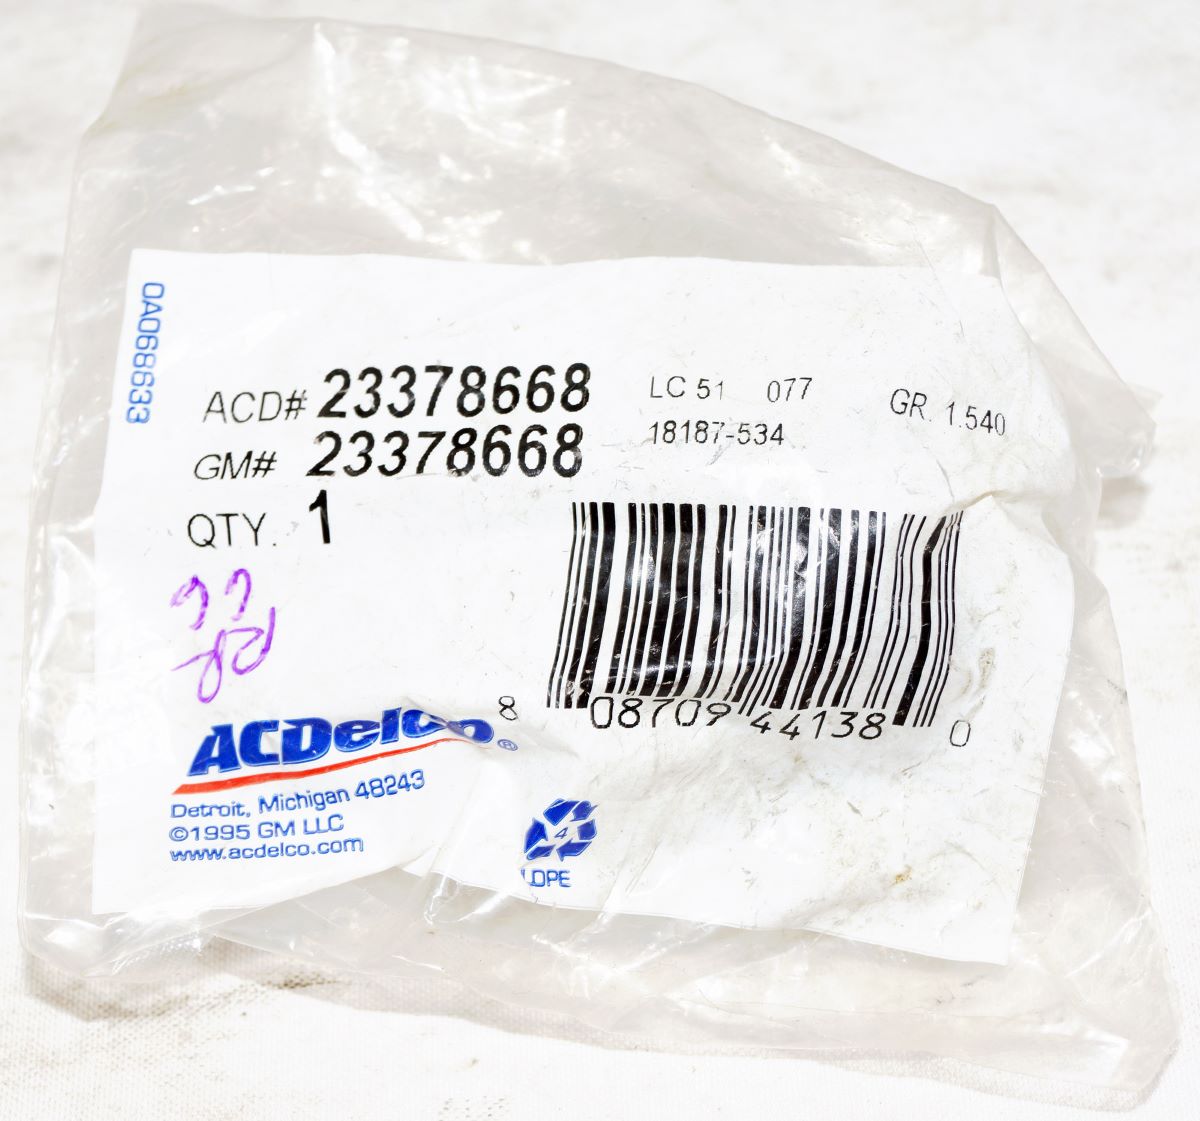 0A068633
ACD# 23378668
GM# 23378668
QTY. 1
LC 51 077
18187-534
GR. 1.540
8 08709 44138 0
ACDelco®
Detroit, Michigan 48243
©1995 GM LLC
www.acdelco.com
4
LDPE